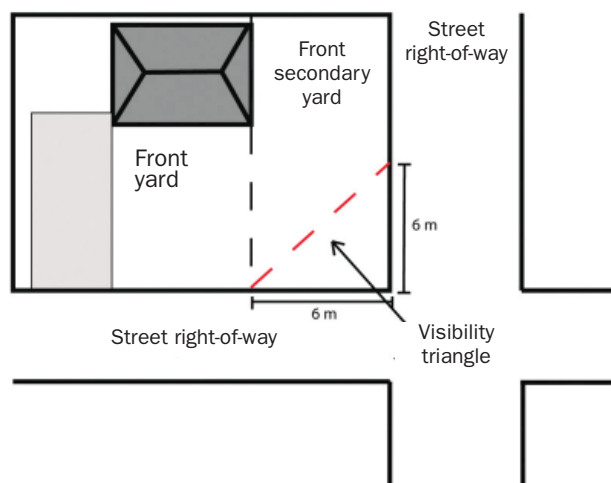 Street
right-of-way
Front
secondary
yard
Front
yard
6 m
6 m
Street right-of-way
Visibility
triangle